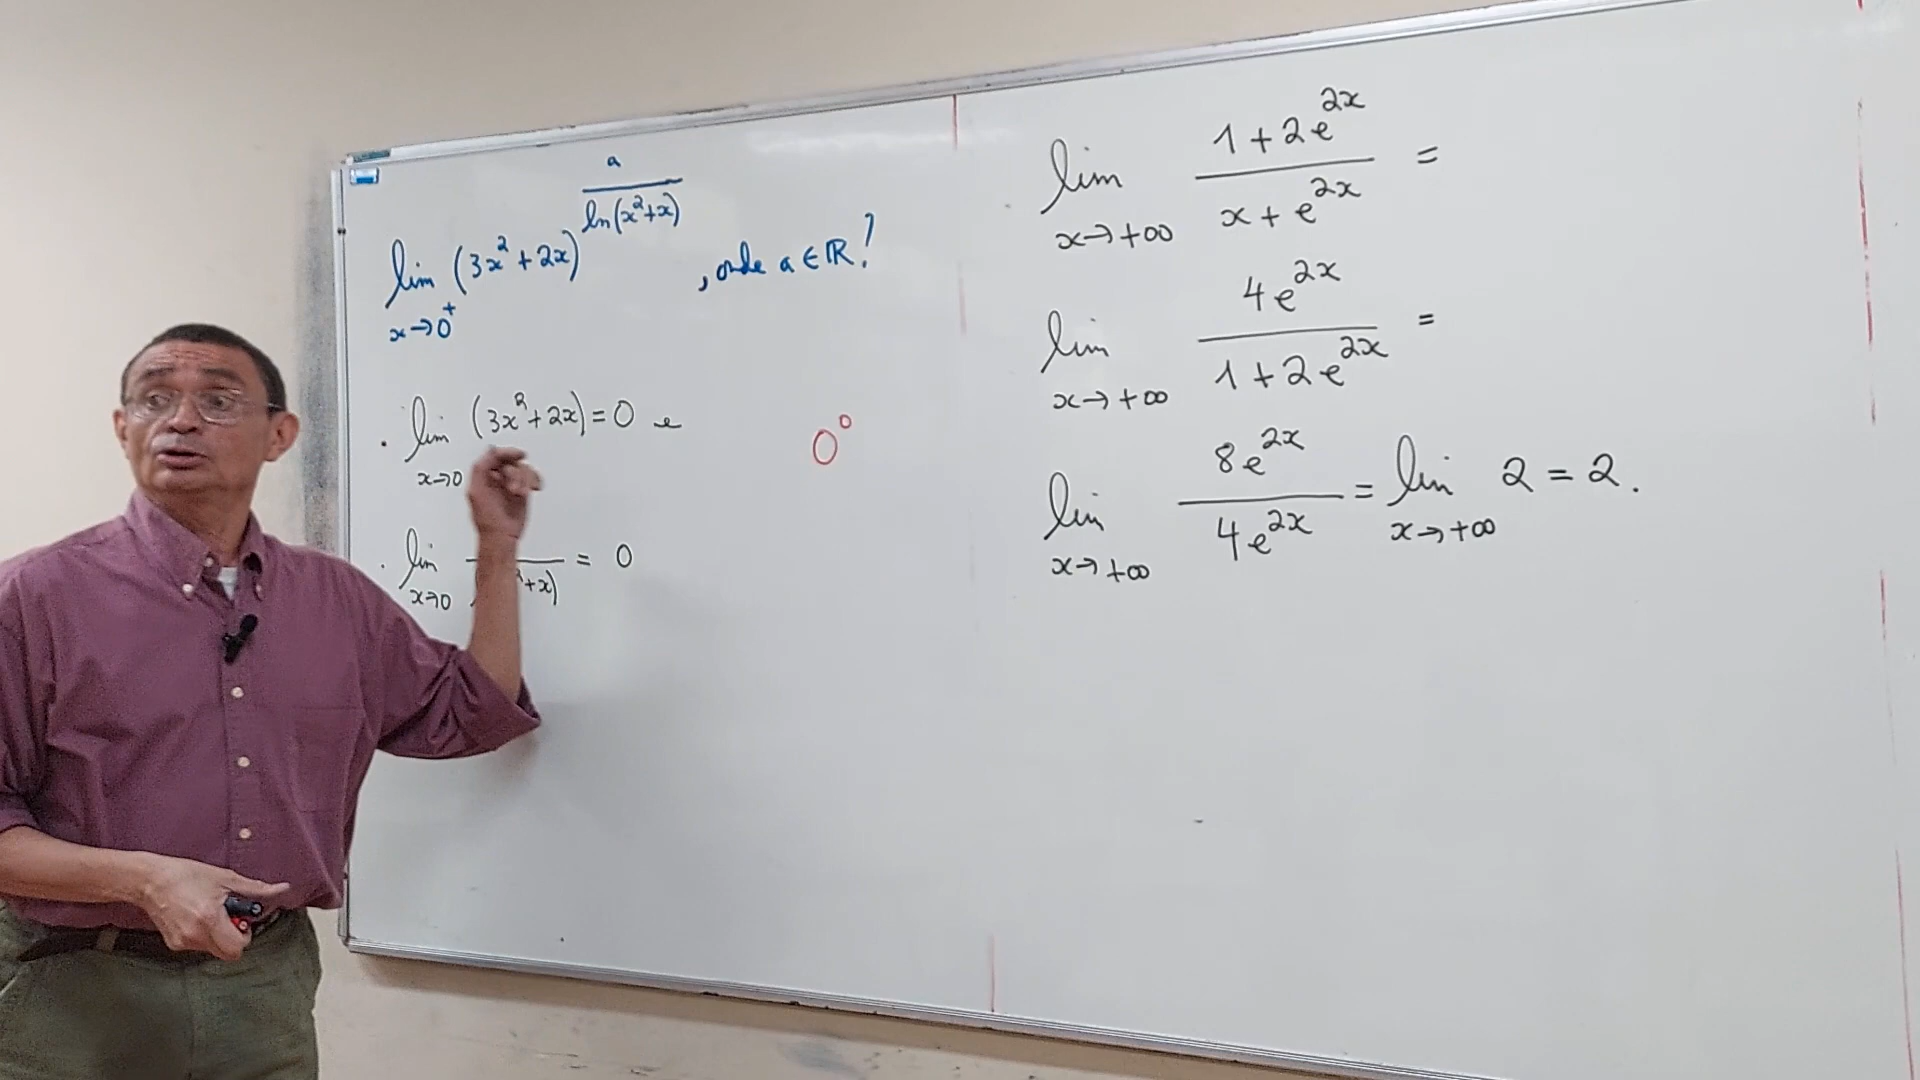 a
ln(x²+x)
lim (3x²+2x) , onde a ∈ ℝ?
x→0⁺
. lim (3x²+2x) = 0 e
x→0
0⁰
. lim = 0
x→0 ²+x)
lim 1+2e^{2x} =
x→+∞ x+e^{2x}
lim 4e^{2x} =
x→+∞ 1+2e^{2x}
lim 8e^{2x} = lim 2 = 2.
x→+∞ 4e^{2x} x→+∞